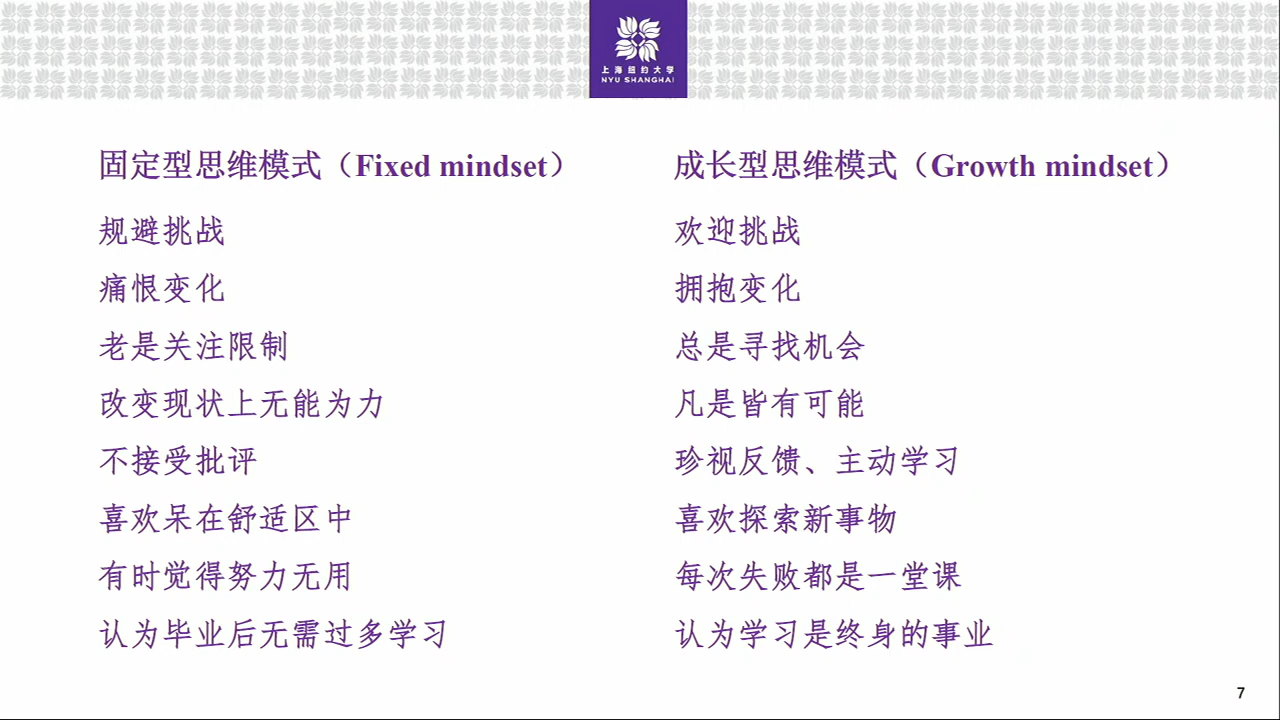 上海纽约大学
NYU SHANGHAI
固定型思维模式（Fixed mindset）
规避挑战
痛恨变化
老是关注限制
改变现状上无能为力
不接受批评
喜欢呆在舒适区中
有时觉得努力无用
认为毕业后无需过多学习
成长型思维模式（Growth mindset）
欢迎挑战
拥抱变化
总是寻找机会
凡是皆有可能
珍视反馈、主动学习
喜欢探索新事物
每次失败都是一堂课
认为学习是终身的事业
7